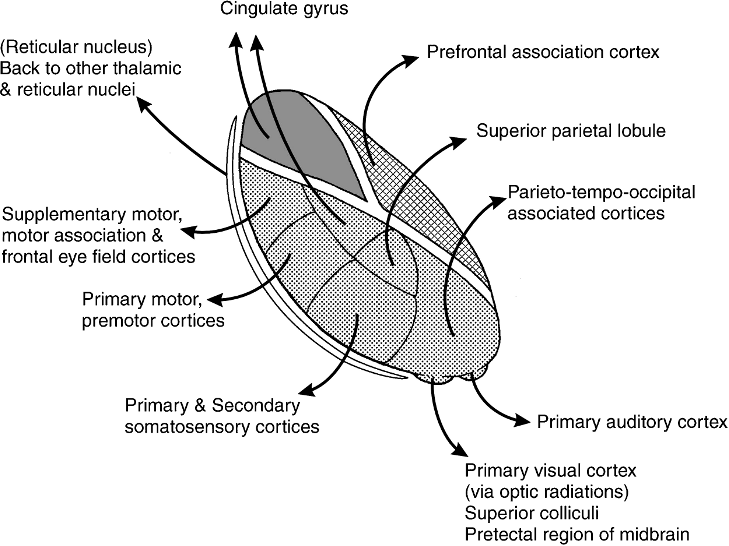 Cingulate gyrus
(Reticular nucleus)
Back to other thalamic
& reticular nuclei
Prefrontal association cortex
Superior parietal lobule
Parieto-tempo-occipital
associated cortices
Supplementary motor,
motor association &
frontal eye field cortices
Primary motor,
premotor cortices
Primary & Secondary
somatosensory cortices
Primary auditory cortex
Primary visual cortex
(via optic radiations)
Superior colliculi
Pretectal region of midbrain